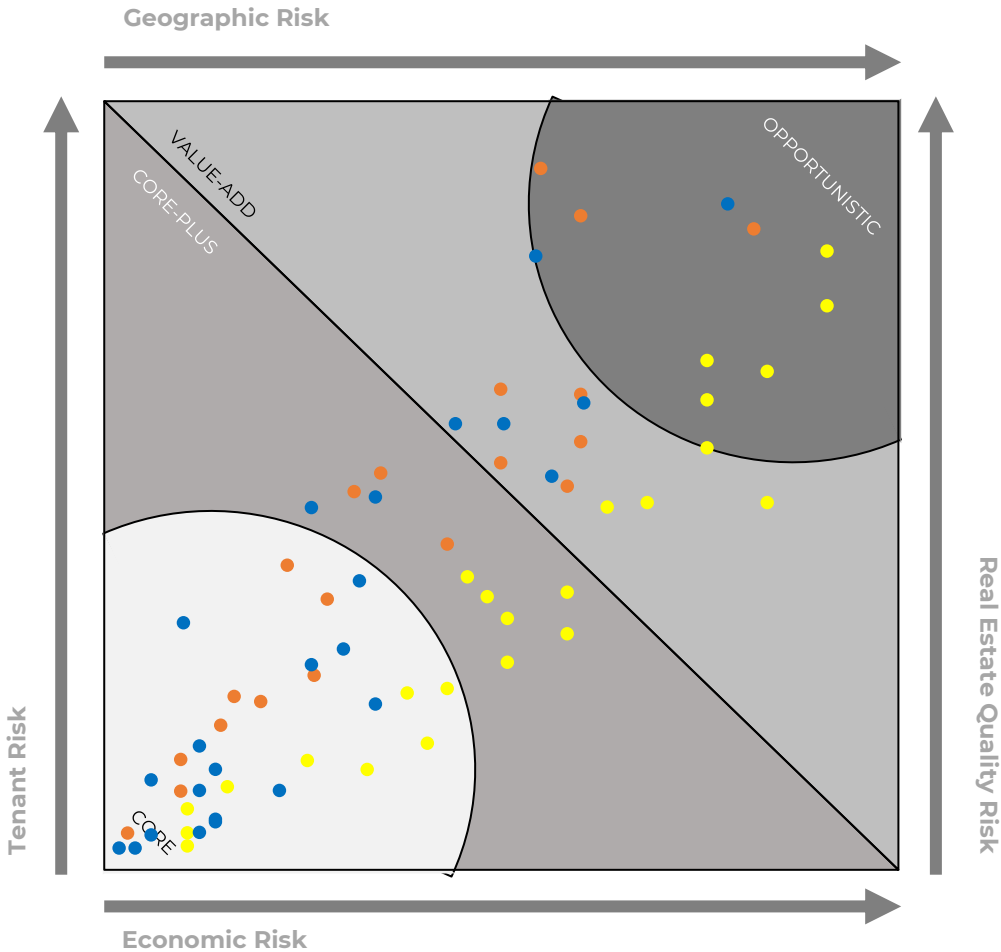 Geographic Risk
VALUE-ADD
CORE-PLUS
OPPORTUNISTIC
Tenant Risk
Real Estate Quality Risk
CORE
Economic Risk